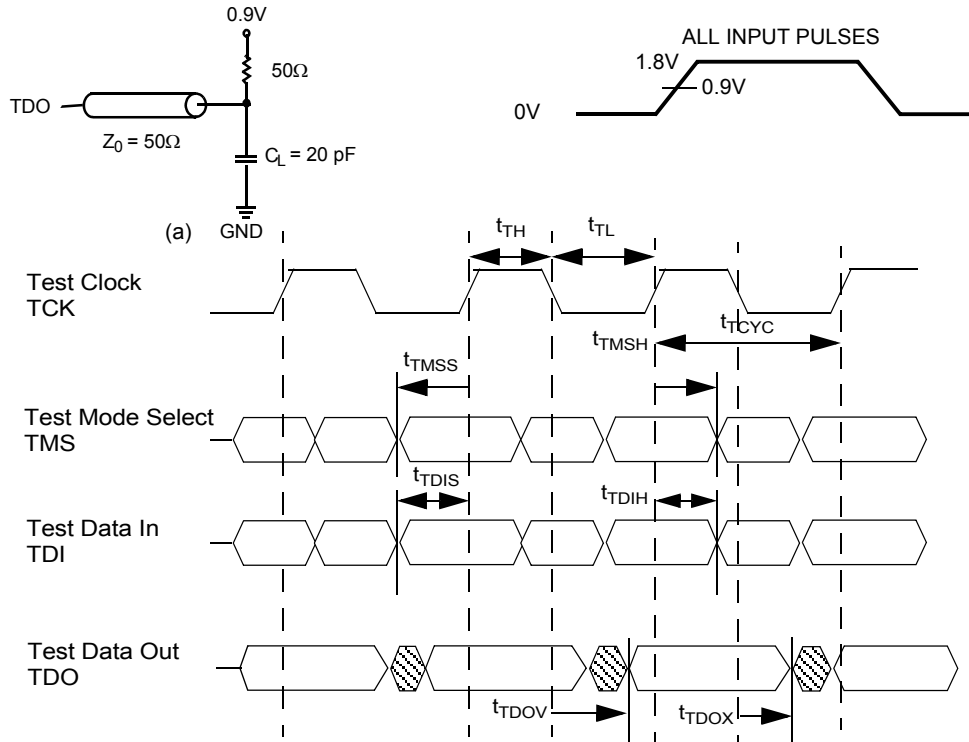 0.9V
50Ω
TDO
Z0 = 50Ω
CL = 20 pF
(a)
GND
ALL INPUT PULSES
1.8V
0.9V
0V
tTH
tTL
Test Clock
TCK
tTCYC
tTMSH
tTMSS
Test Mode Select
TMS
tTDIS
tTDIH
Test Data In
TDI
Test Data Out
TDO
tTDOV
tTDOX